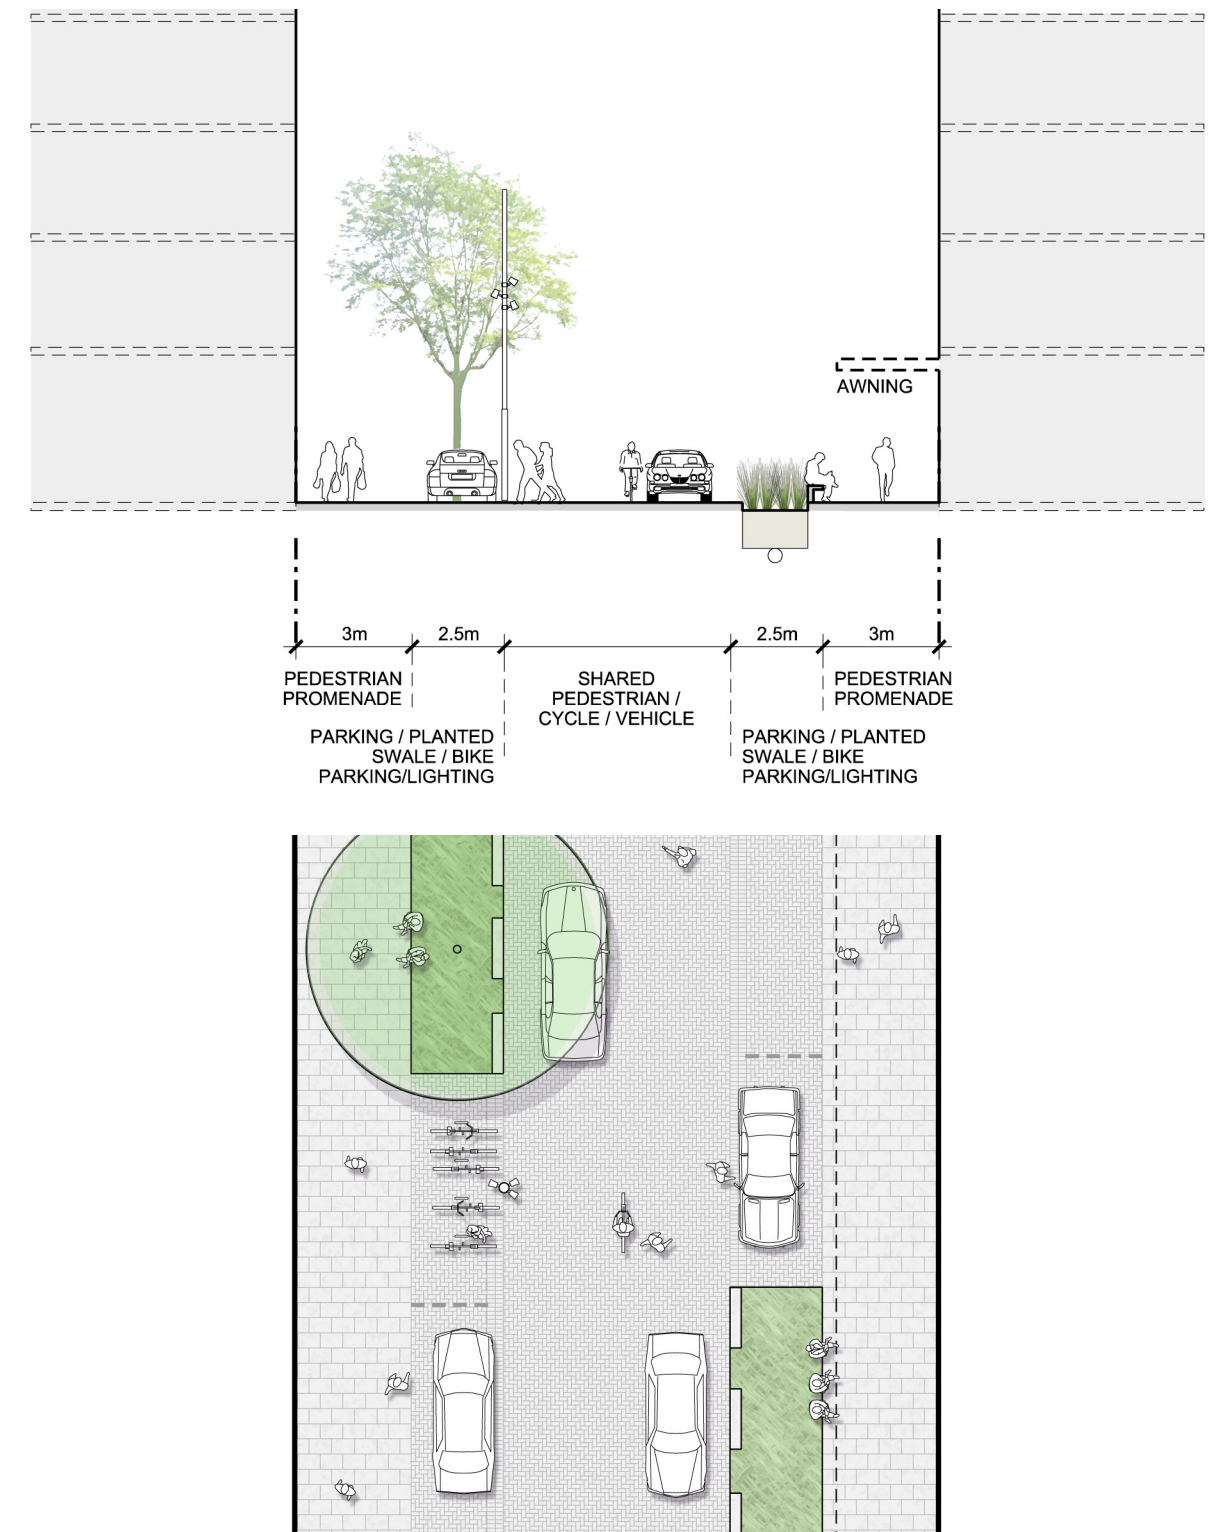 AWNING
3m
2.5m
2.5m
3m
PEDESTRIAN
PROMENADE
SHARED
PEDESTRIAN /
CYCLE / VEHICLE
PEDESTRIAN
PROMENADE
PARKING / PLANTED
SWALE / BIKE
PARKING/LIGHTING
PARKING / PLANTED
SWALE / BIKE
PARKING/LIGHTING